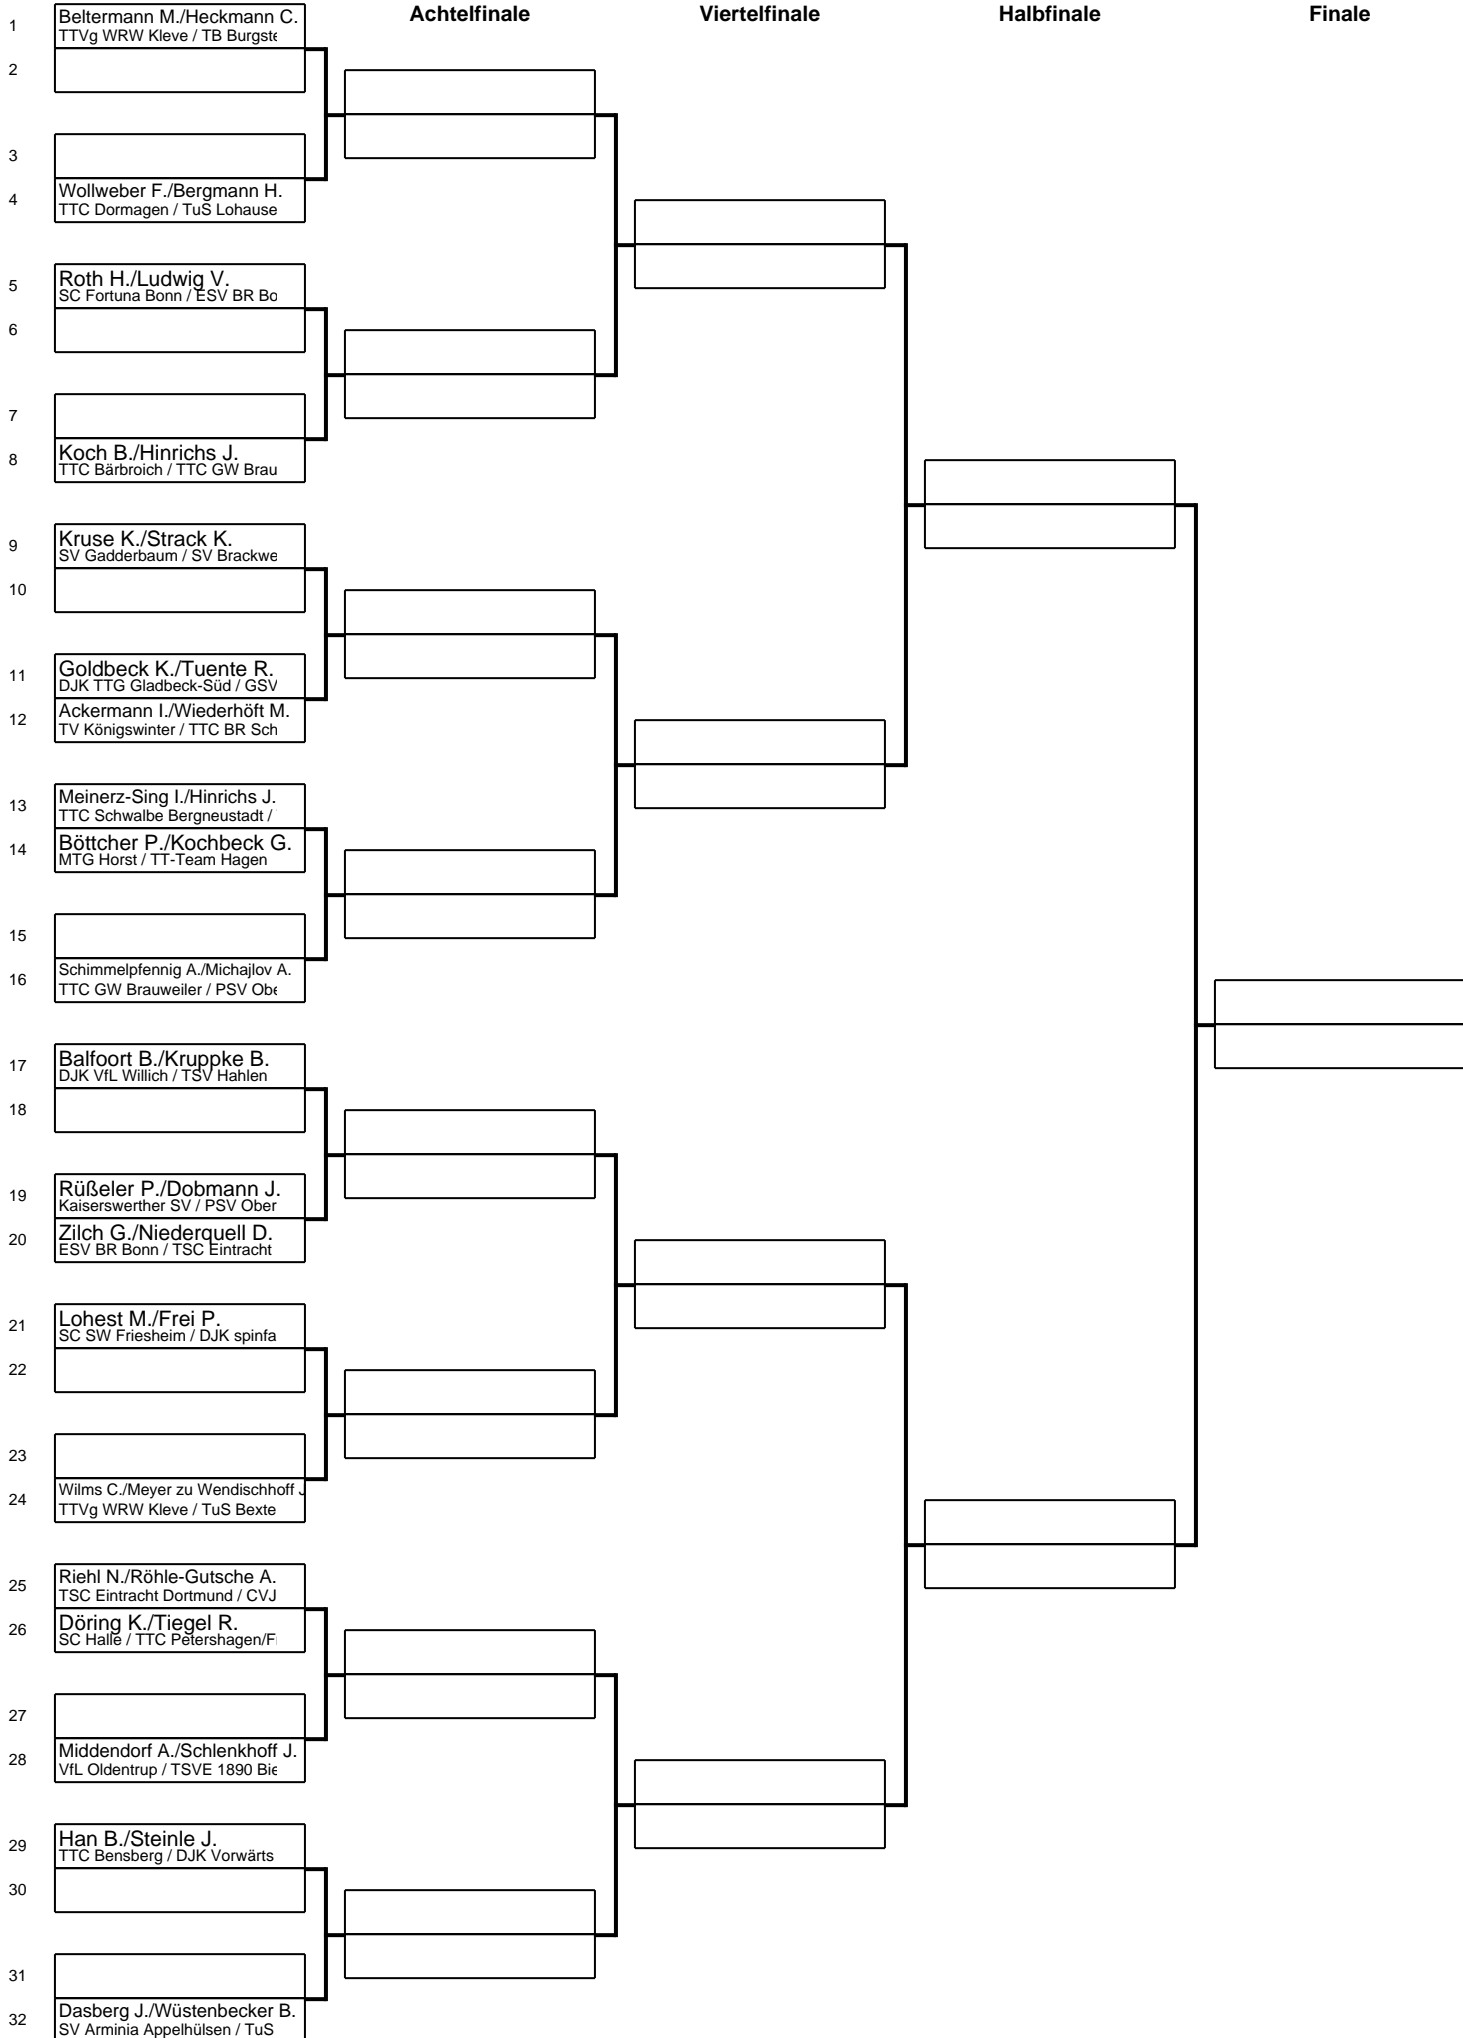 Achtelfinale Viertelfinale Halbfinale Finale
1 Beltermann M./Heckmann C.
TTVg WRW Kleve / TB Burgste
2
3
4 Wollweber F./Bergmann H.
TTC Dormagen / TuS Lohause
5 Roth H./Ludwig V.
SC Fortuna Bonn / ESV BR Bo
6
7
8 Koch B./Hinrichs J.
TTC Bärbroich / TTC GW Brau
9 Kruse K./Strack K.
SV Gadderbaum / SV Brackwe
10
11 Goldbeck K./Tuente R.
DJK TTG Gladbeck-Süd / GSV
12 Ackermann I./Wiederhöft M.
TV Königswinter / TTC BR Sch
13 Meinerz-Sing I./Hinrichs J.
TTC Schwalbe Bergneustadt /
14 Böttcher P./Kochbeck G.
MTG Horst / TT-Team Hagen
15
16 Schimmelpfennig A./Michajlov A.
TTC GW Brauweiler / PSV Obe
17 Balfoort B./Kruppke B.
DJK VfL Willich / TSV Hahlen
18
19 Rüßeler P./Dobmann J.
Kaiserswerther SV / PSV Ober
20 Zilch G./Niederquell D.
ESV BR Bonn / TSC Eintracht
21 Lohest M./Frei P.
SC SW Friesheim / DJK spinfa
22
23
24 Wilms C./Meyer zu Wendischhoff J
TTVg WRW Kleve / TuS Bexte
25 Riehl N./Röhle-Gutsche A.
TSC Eintracht Dortmund / CVJ
26 Döring K./Tiegel R.
SC Halle / TTC Petershagen/F
27
28 Middendorf A./Schlenkhoff J.
VfL Oldentrup / TSVE 1890 Bie
29 Han B./Steinle J.
TTC Bensberg / DJK Vorwärts
30
31
32 Dasberg J./Wüstenbecker B.
SV Arminia Appelhülsen / TuS